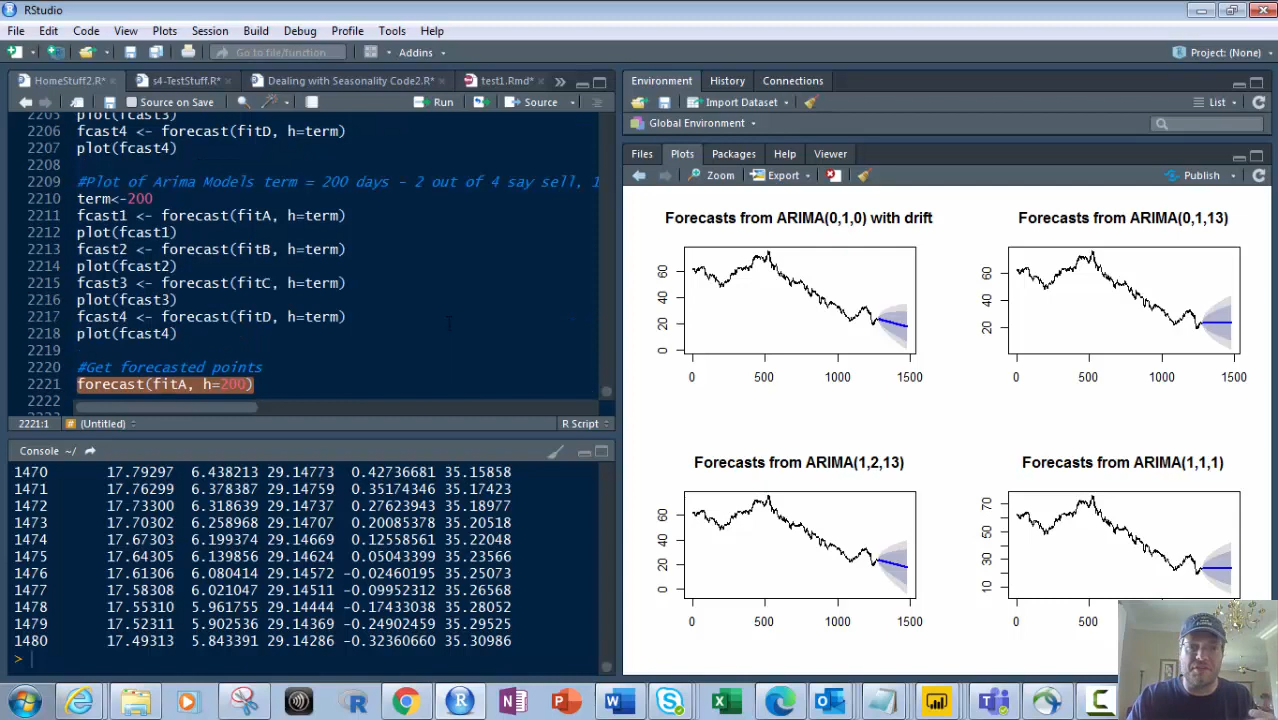 RStudio
File Edit Code View Plots Session Build Debug Profile Tools Help
Go to file/function Addins Project: (None)
HomeStuff2.R* s4-TestStuff.R* Dealing with Seasonality Code2.R* test1.Rmd*
Source on Save Run Source
2205 plot(fcast3)
2206 fcast4 <- forecast(fitD, h=term)
2207 plot(fcast4)
2208
2209 #Plot of Arima Models term = 200 days - 2 out of 4 say sell, 1
2210 term<-200
2211 fcast1 <- forecast(fitA, h=term)
2212 plot(fcast1)
2213 fcast2 <- forecast(fitB, h=term)
2214 plot(fcast2)
2215 fcast3 <- forecast(fitC, h=term)
2216 plot(fcast3)
2217 fcast4 <- forecast(fitD, h=term)
2218 plot(fcast4)
2219
2220 #Get forecasted points
2221 forecast(fitA, h=200)
2222
2221:1 # (Untitled) R Script
Console ~/
1470 17.79297 6.438213 29.14773 0.42736681 35.15858
1471 17.76299 6.378387 29.14759 0.35174346 35.17423
1472 17.73300 6.318639 29.14737 0.27623943 35.18977
1473 17.70302 6.258968 29.14707 0.20085378 35.20518
1474 17.67303 6.199374 29.14669 0.12558361 35.22048
1475 17.64305 6.139856 29.14624 0.05043399 35.23566
1476 17.61306 6.080414 29.14572 -0.02460195 35.25073
1477 17.58308 6.021047 29.14511 -0.09952312 35.26568
1478 17.55310 5.961755 29.14444 -0.17433038 35.28052
1479 17.52311 5.902536 29.14369 -0.24902459 35.29525
1480 17.49313 5.843391 29.14286 -0.32360660 35.30986
>
Environment History Connections
Import Dataset List
Global Environment
Files Plots Packages Help Viewer
Zoom Export Publish
Forecasts from ARIMA(0,1,0) with drift
60
40
20
0
0 500 1000 1500
Forecasts from ARIMA(0,1,13)
60
40
20
0 500 1000 1500
Forecasts from ARIMA(1,2,13)
60
40
20
0
0 500 1000 1500
Forecasts from ARIMA(1,1,1)
70
50
30
10
0 500 1000